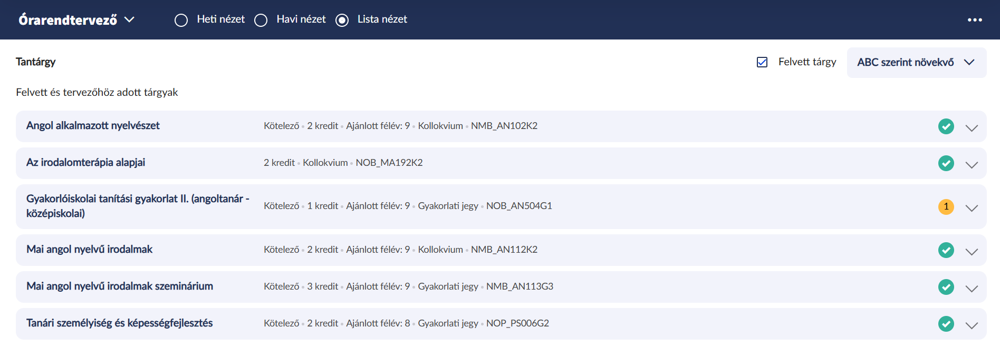 Órarendtervező Heti nézet Havi nézet Lista nézet
Tantárgy Felvett tárgy ABC szerint növekvő
Felvett és tervezőhöz adott tárgyak
Angol alkalmazott nyelvészet Kötelező • 2 kredit • Ajánlott félév: 9 • Kollokvium • NMB_AN102K2
Az irodalomterápia alapjai 2 kredit • Kollokvium • NOB_MA192K2
Gyakorlóiskolai tanítási gyakorlat II. (angoltanár -
középiskolai) Kötelező • 1 kredit • Ajánlott félév: 9 • Gyakorlati jegy • NOB_AN504G1 1
Mai angol nyelvű irodalmak Kötelező • 2 kredit • Ajánlott félév: 9 • Kollokvium • NMB_AN112K2
Mai angol nyelvű irodalmak szeminárium Kötelező • 3 kredit • Ajánlott félév: 9 • Gyakorlati jegy • NMB_AN113G3
Tanári személyiség és képességfejlesztés Kötelező • 2 kredit • Ajánlott félév: 8 • Gyakorlati jegy • NOP_PS006G2